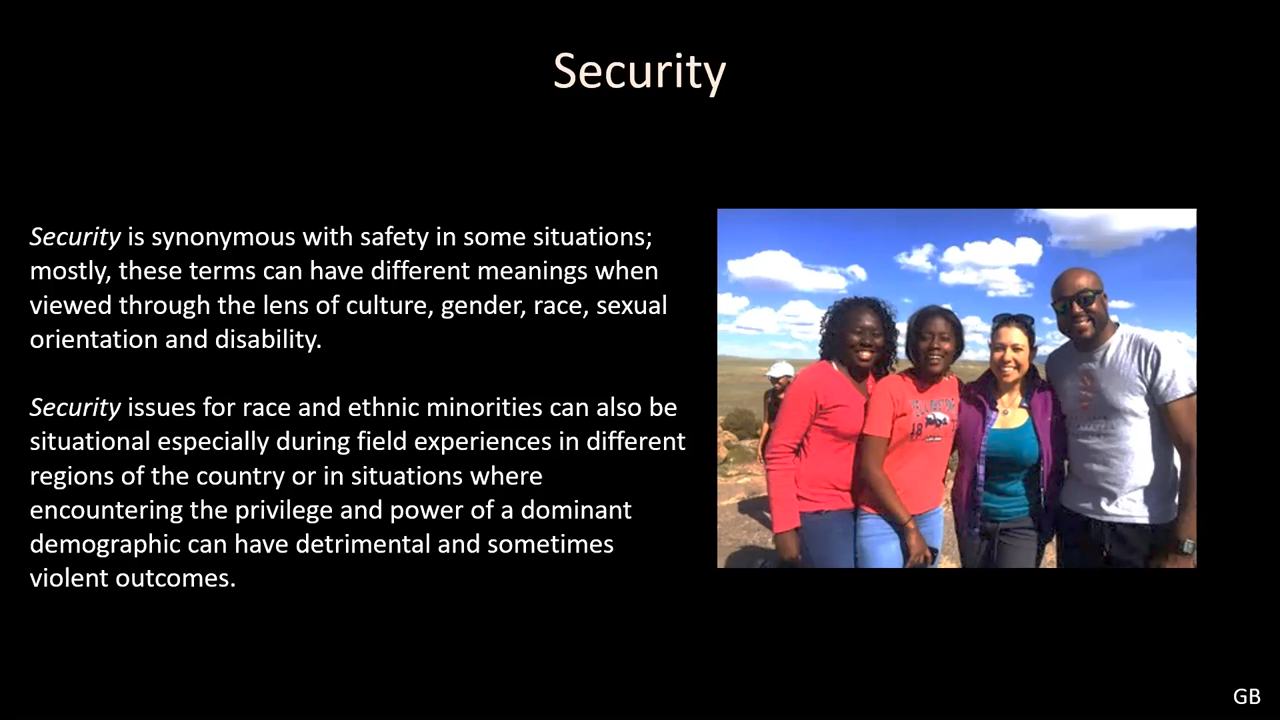 Security
Security is synonymous with safety in some situations;
mostly, these terms can have different meanings when
viewed through the lens of culture, gender, race, sexual
orientation and disability.
Security issues for race and ethnic minorities can also be
situational especially during field experiences in different
regions of the country or in situations where
encountering the privilege and power of a dominant
demographic can have detrimental and sometimes
violent outcomes.
18
GB